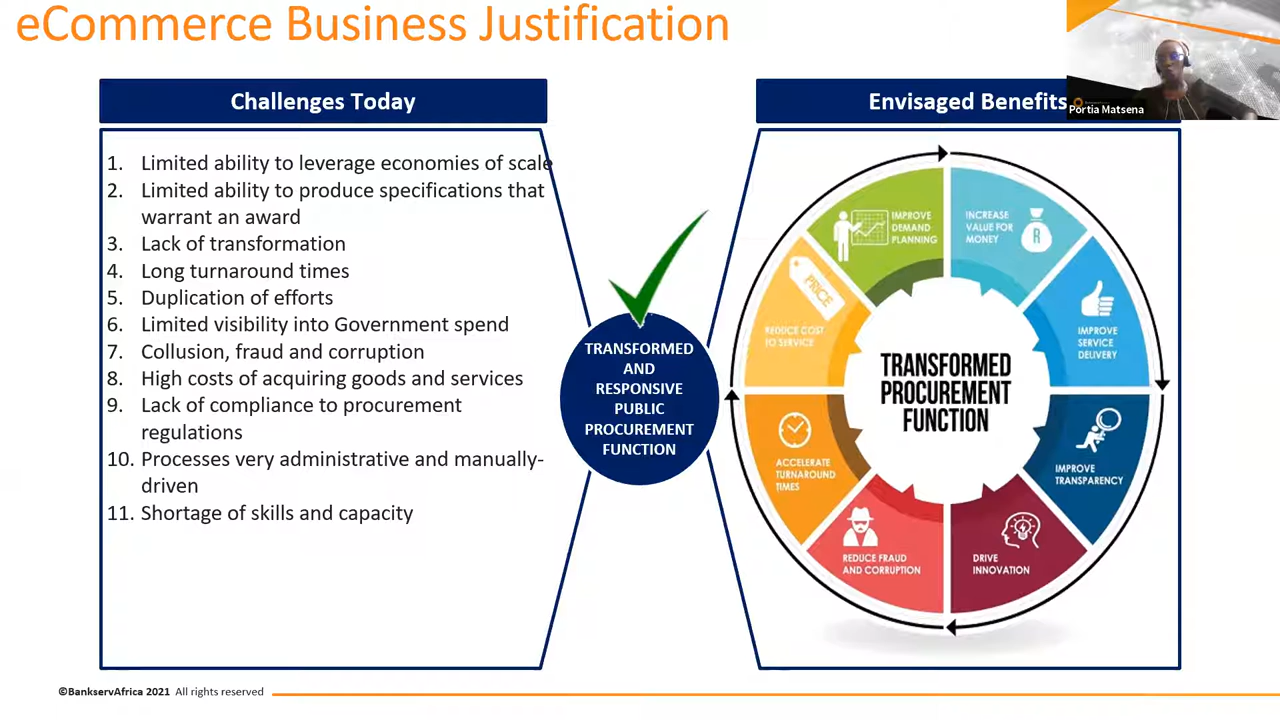 eCommerce Business Justification
Portia Matsena
Challenges Today
1. Limited ability to leverage economies of scale
2. Limited ability to produce specifications that
warrant an award
3. Lack of transformation
4. Long turnaround times
5. Duplication of efforts
6. Limited visibility into Government spend
7. Collusion, fraud and corruption
8. High costs of acquiring goods and services
9. Lack of compliance to procurement
regulations
10. Processes very administrative and manually-
driven
11. Shortage of skills and capacity
TRANSFORMED
AND
RESPONSIVE
PUBLIC
PROCUREMENT
FUNCTION
Envisaged Benefits
IMPROVE
DEMAND
PLANNING
INCREASE
VALUE FOR
MONEY
R
IMPROVE
SERVICE
DELIVERY
IMPROVE
TRANSPARENCY
DRIVE
INNOVATION
REDUCE FRAUD
AND CORRUPTION
ACCELERATE
TURNAROUND
TIMES
PRICE
REDUCE COST
TO SERVICE
TRANSFORMED
PROCUREMENT
FUNCTION
©BankservAfrica 2021 All rights reserved